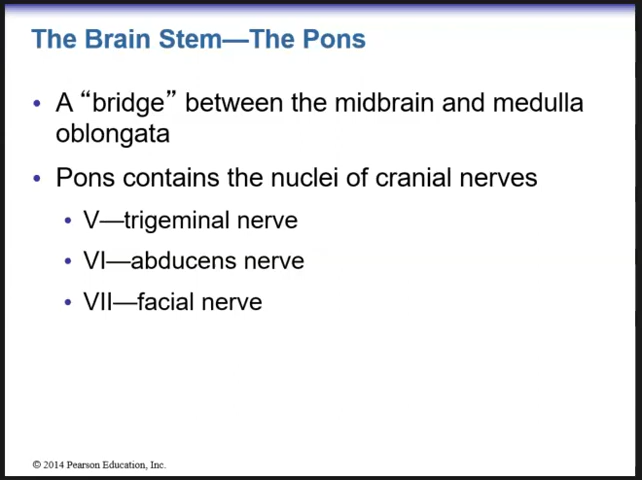 The Brain Stem—The Pons
• A “bridge” between the midbrain and medulla
oblongata
• Pons contains the nuclei of cranial nerves
• V—trigeminal nerve
• VI—abducens nerve
• VII—facial nerve
© 2014 Pearson Education, Inc.